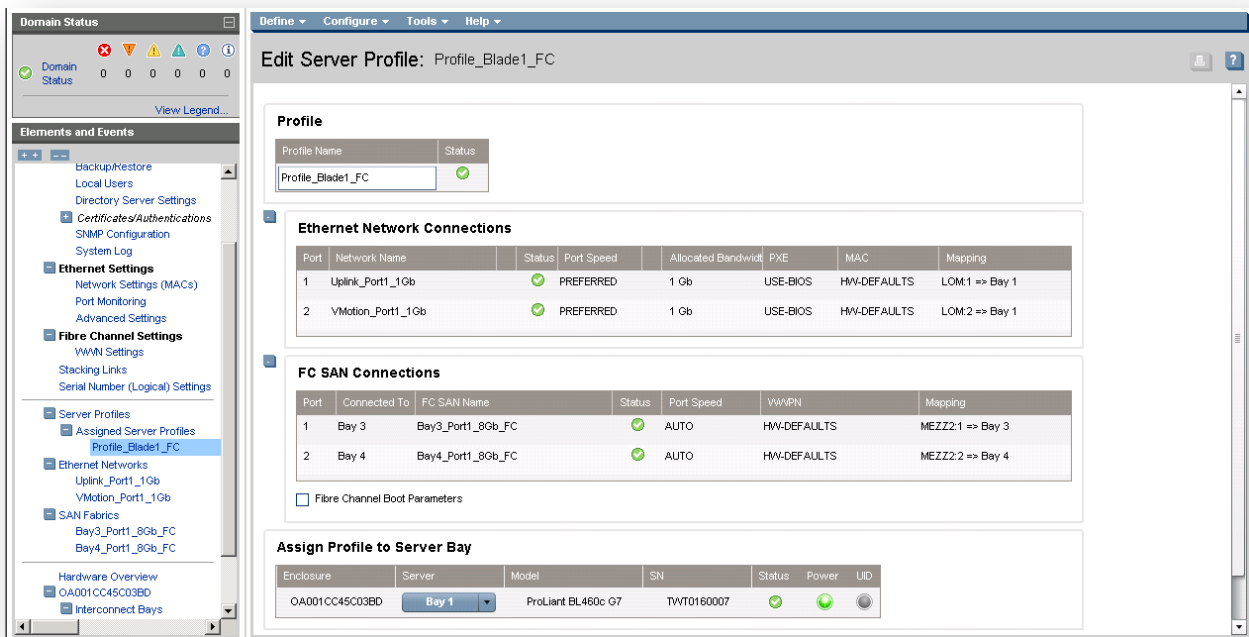 Domain Status
Domain Status 0 0 0 0 0 0
View Legend...
Elements and Events
Backup/Restore
Local Users
Directory Server Settings
Certificates/Authentications
SNMP Configuration
System Log
Ethernet Settings
Network Settings (MACs)
Port Monitoring
Advanced Settings
Fibre Channel Settings
WWN Settings
Stacking Links
Serial Number (Logical) Settings
Server Profiles
Assigned Server Profiles
Profile_Blade1_FC
Ethernet Networks
Uplink_Port1_1Gb
VMotion_Port1_1Gb
SAN Fabrics
Bay3_Port1_8Gb_FC
Bay4_Port1_8Gb_FC
Hardware Overview
OA001CC45C03BD
Interconnect Bays
Define Configure Tools Help
Edit Server Profile: Profile_Blade1_FC
Profile
Profile Name Status
Profile_Blade1_FC
Ethernet Network Connections
Port Network Name Status Port Speed Allocated Bandwidt PXE MAC Mapping
1 Uplink_Port1_1Gb PREFERRED 1 Gb USE-BIOS HW-DEFAULTS LOM:1 => Bay 1
2 VMotion_Port1_1Gb PREFERRED 1 Gb USE-BIOS HW-DEFAULTS LOM:2 => Bay 1
FC SAN Connections
Port Connected To FC SAN Name Status Port Speed WWPN Mapping
1 Bay 3 Bay3_Port1_8Gb_FC AUTO HW-DEFAULTS MEZZ2:1 => Bay 3
2 Bay 4 Bay4_Port1_8Gb_FC AUTO HW-DEFAULTS MEZZ2:2 => Bay 4
Fibre Channel Boot Parameters
Assign Profile to Server Bay
Enclosure Server Model SN Status Power UID
OA001CC45C03BD Bay 1 ProLiant BL460c G7 TWT0160007